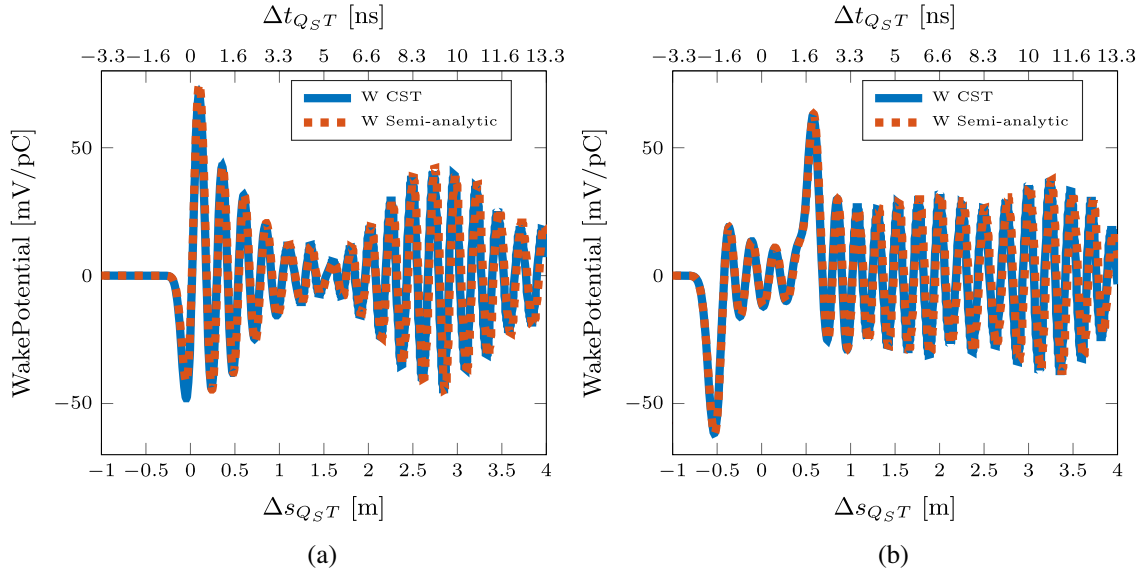 Δt_{Q_S T} [ns]
−3.3 −1.6 0 1.6 3.3 5 6.6 8.3 10 11.6 13.3
W CST
W Semi-analytic
50
0
−50
WakePotential [mV/pC]
−1 −0.5 0 0.5 1 1.5 2 2.5 3 3.5 4
Δs_{Q_S T} [m]
(a)
Δt_{Q_S T} [ns]
−3.3 −1.6 0 1.6 3.3 5 6.6 8.3 10 11.6 13.3
W CST
W Semi-analytic
50
0
−50
WakePotential [mV/pC]
−1 −0.5 0 0.5 1 1.5 2 2.5 3 3.5 4
Δs_{Q_S T} [m]
(b)